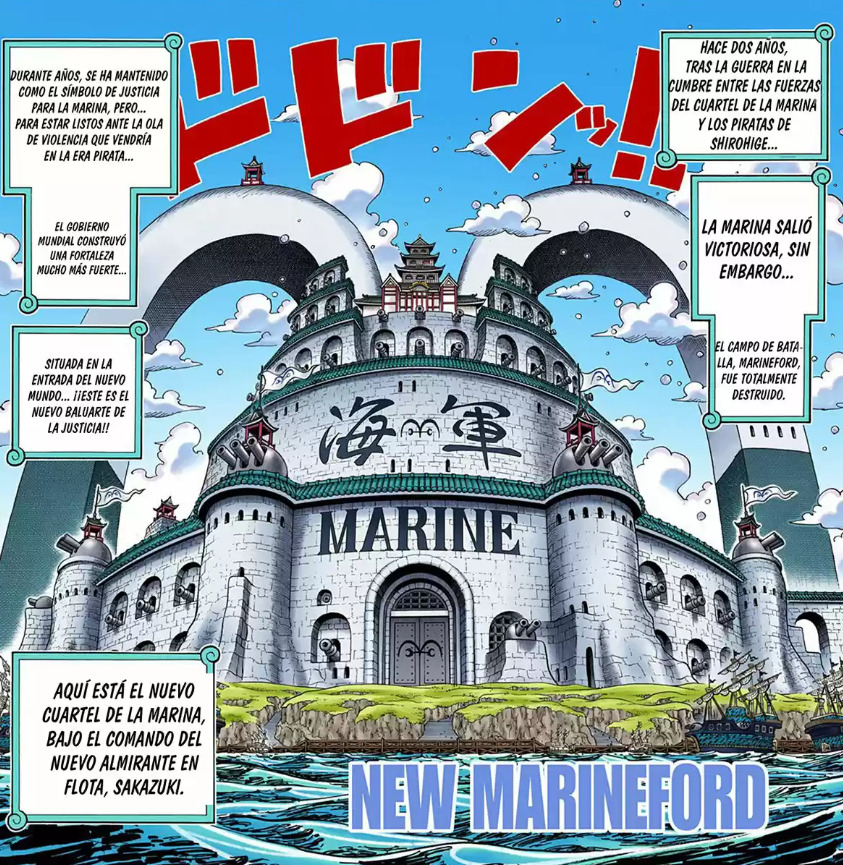 HACE DOS AÑOS,
TRAS LA GUERRA EN LA
CUMBRE ENTRE LAS FUERZAS
DEL CUARTEL DE LA MARINA
Y LOS PIRATAS DE
SHIROHIGE...
LA MARINA SALIÓ
VICTORIOSA, SIN
EMBARGO...
EL CAMPO DE BATA-
LLA, MARINEFORD,
FUE TOTALMENTE
DESTRUIDO.
ドドンッ!!
DURANTE AÑOS, SE HA MANTENIDO
COMO EL SÍMBOLO DE JUSTICIA
PARA LA MARINA, PERO...
PARA ESTAR LISTOS ANTE LA OLA
DE VIOLENCIA QUE VENDRÍA
EN LA ERA PIRATA...
EL GOBIERNO
MUNDIAL CONSTRUYÓ
UNA FORTALEZA
MUCHO MÁS FUERTE...
SITUADA EN LA
ENTRADA DEL NUEVO
MUNDO... ¡¡ESTE ES EL
NUEVO BALUARTE DE
LA JUSTICIA!!
海軍
MARINE
AQUÍ ESTÁ EL NUEVO
CUARTEL DE LA MARINA,
BAJO EL COMANDO DEL
NUEVO ALMIRANTE EN
FLOTA, SAKAZUKI.
NEW MARINEFORD